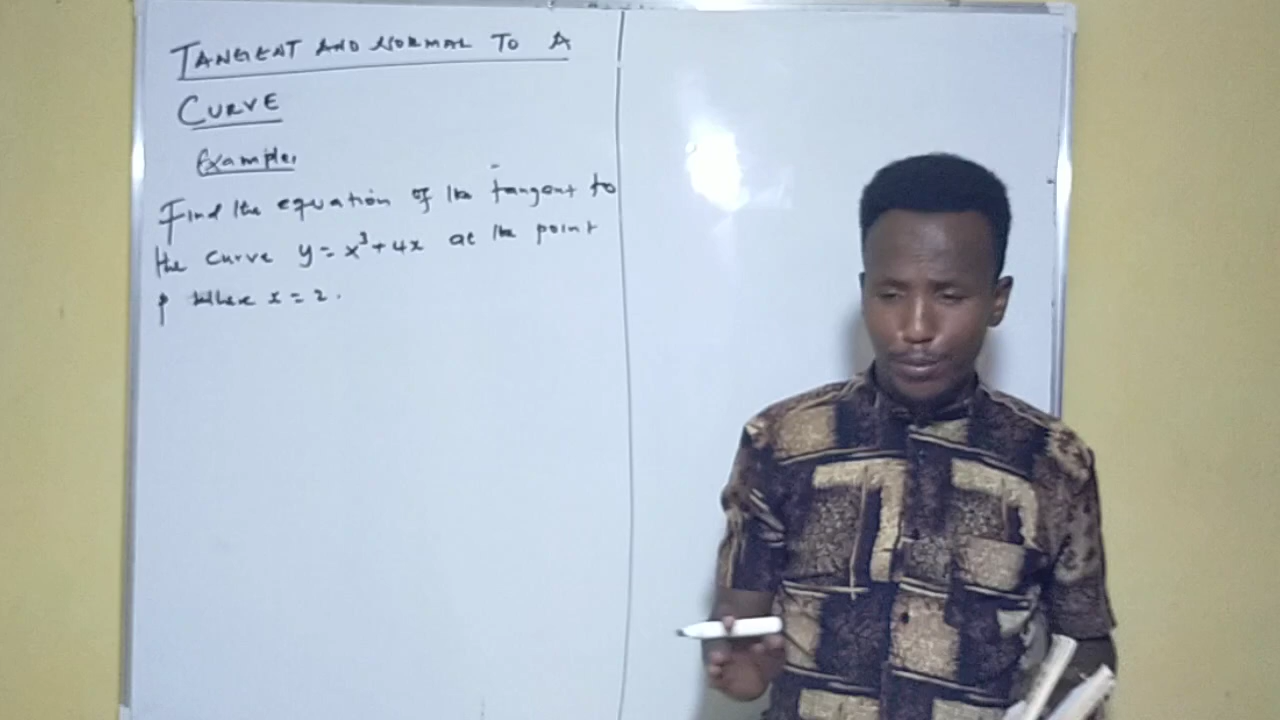 TANGENT AND NORMAL TO A
CURVE
Example,
Find the equation of the tangent to
the curve y = x³ + 4x at the point
p where x = 2.